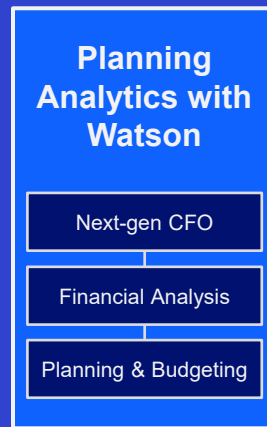 Planning
Analytics with
Watson
Next-gen CFO
Financial Analysis
Planning & Budgeting